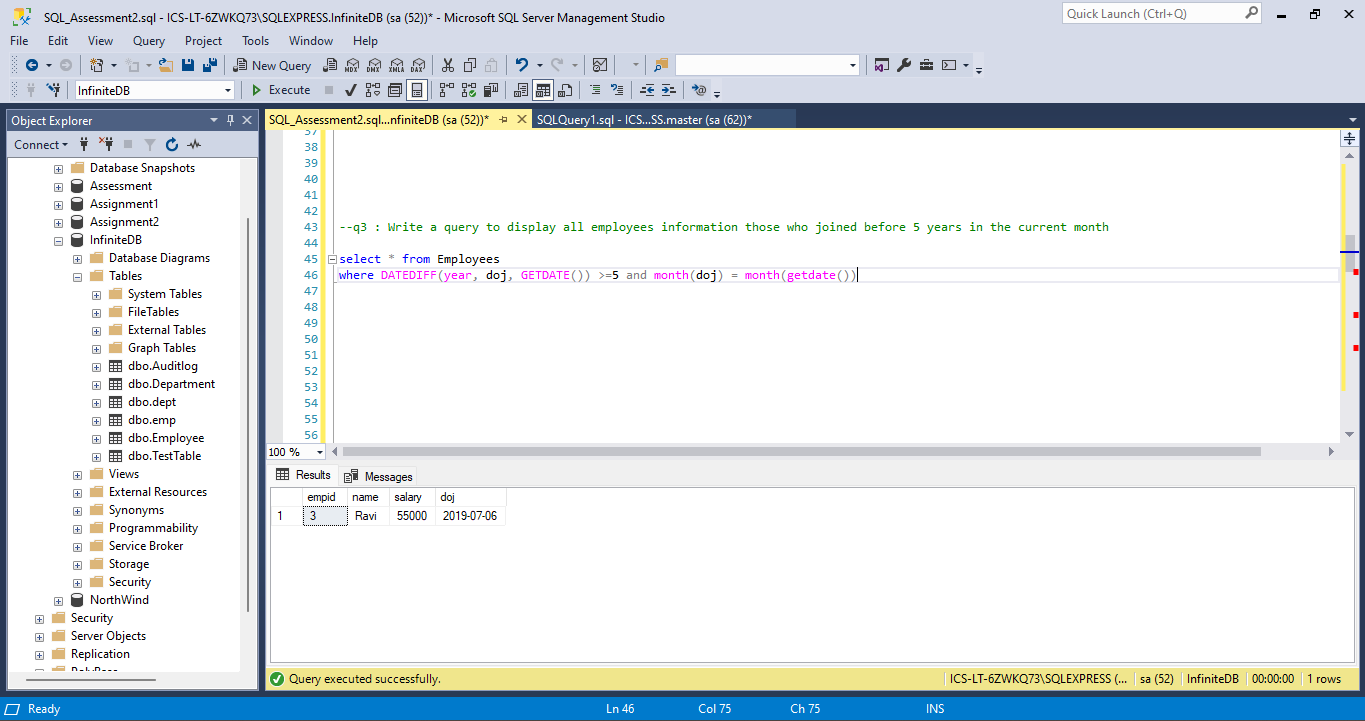 SQL_Assessment2.sql - ICS-LT-6ZWKQ73\SQLEXPRESS.InfiniteDB (sa (52))* - Microsoft SQL Server Management Studio
Quick Launch (Ctrl+Q)
File Edit View Query Project Tools Window Help
New Query MDX DMX XMLA DAX
InfiniteDB Execute
Object Explorer
Connect
Database Snapshots
Assessment
Assignment1
Assignment2
InfiniteDB
Database Diagrams
Tables
System Tables
FileTables
External Tables
Graph Tables
dbo.Auditlog
dbo.Department
dbo.dept
dbo.emp
dbo.Employee
dbo.TestTable
Views
External Resources
Synonyms
Programmability
Service Broker
Storage
Security
NorthWind
Security
Server Objects
Replication
PolyBase
SQL_Assessment2.sql...nfiniteDB (sa (52))* SQLQuery1.sql - ICS...SS.master (sa (62))*
37
38
39
40
41
42
43 --q3 : Write a query to display all employees information those who joined before 5 years in the current month
44
45 select * from Employees
46 where DATEDIFF(year, doj, GETDATE()) >=5 and month(doj) = month(getdate())
47
48
49
50
51
52
53
54
55
56
100 %
Results Messages
empid name salary doj
1 3 Ravi 55000 2019-07-06
Query executed successfully. ICS-LT-6ZWKQ73\SQLEXPRESS (... sa (52) InfiniteDB 00:00:00 1 rows
Ready Ln 46 Col 75 Ch 75 INS